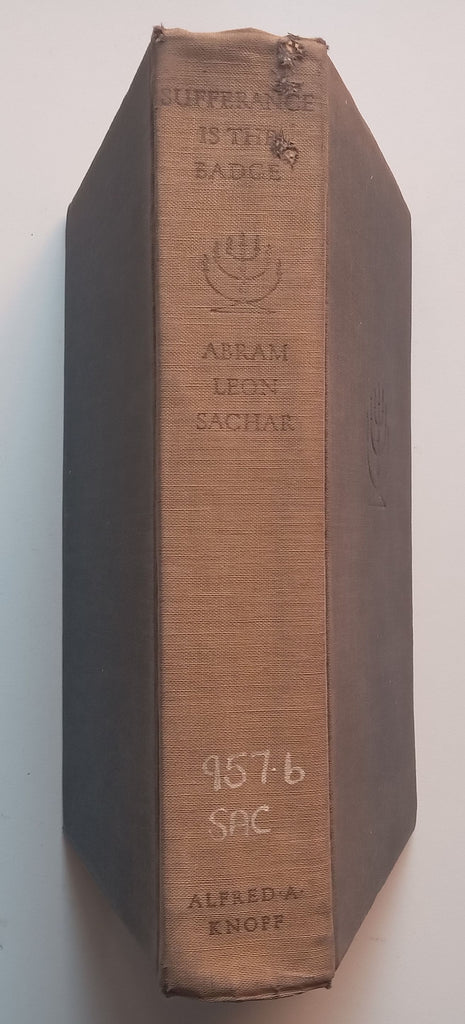 SUFFERANCE
IS THE
BADGE
ABRAM
LEON
SACHAR
957.6
SAC
ALFRED·A·
KNOPF